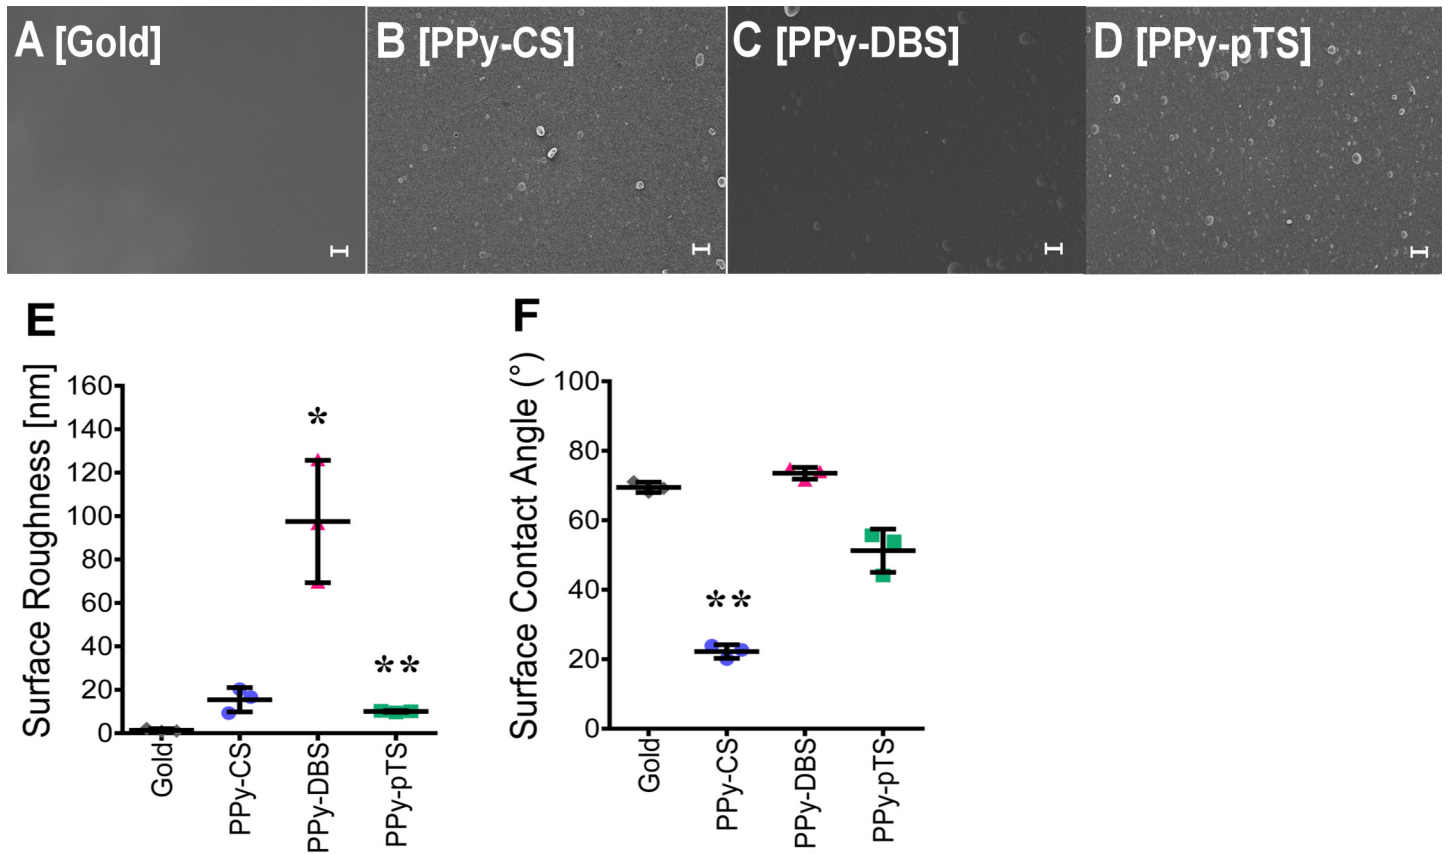 A [Gold]
B [PPy-CS]
C [PPy-DBS]
D [PPy-pTS]
E
Surface Roughness [nm]
160
140
120
100
80
60
40
20
0
*
**
Gold
PPy-CS
PPy-DBS
PPy-pTS
F
Surface Contact Angle (°)
100
80
60
40
20
0
**
Gold
PPy-CS
PPy-DBS
PPy-pTS